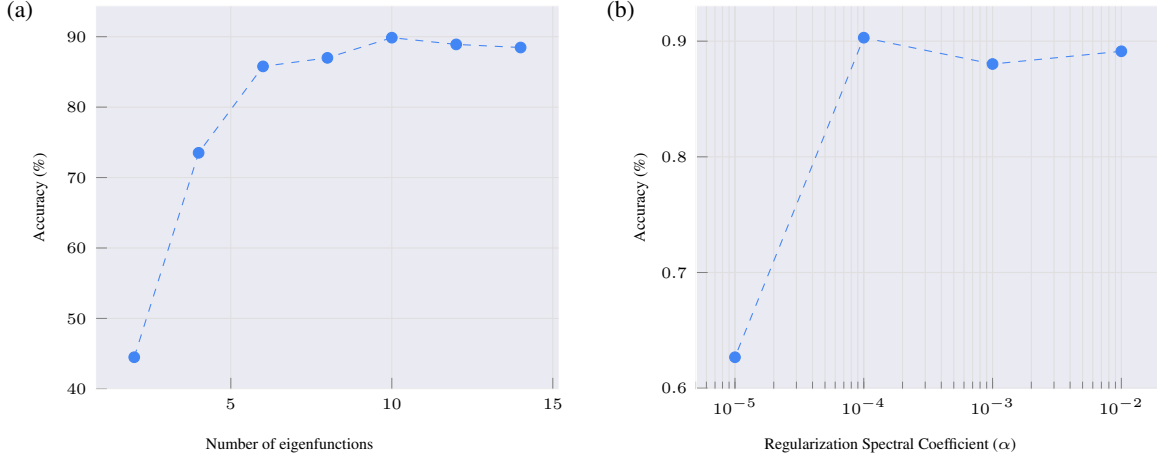 (a)
90
80
70
60
50
40
Accuracy (%)
5
10
15
Number of eigenfunctions
(b)
0.9
0.8
0.7
0.6
Accuracy (%)
10⁻⁵
10⁻⁴
10⁻³
10⁻²
Regularization Spectral Coefficient (α)